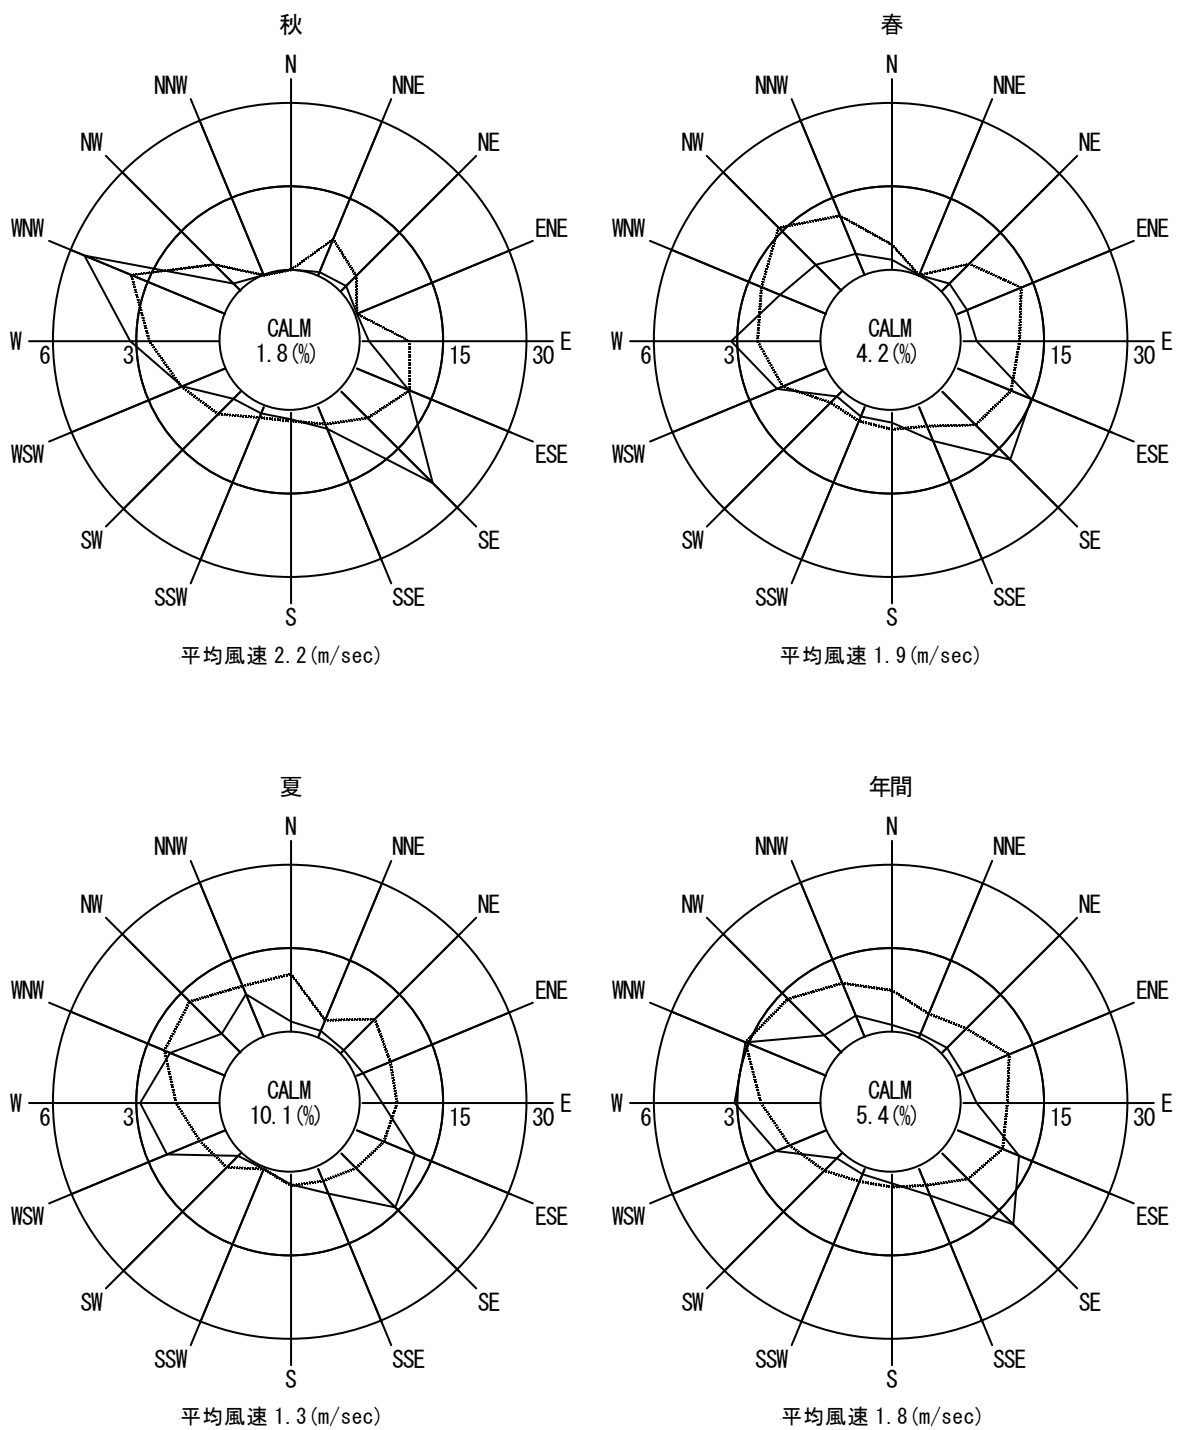 秋
N
NNW
NNE
NW
NE
WNW
ENE
CALM
1.8(%)
W
6
3
15
30
E
WSW
ESE
SW
SE
SSW
SSE
S
平均風速 2.2(m/sec)
春
N
NNW
NNE
NW
NE
WNW
ENE
CALM
4.2(%)
W
6
3
15
30
E
WSW
ESE
SW
SE
SSW
SSE
S
平均風速 1.9(m/sec)
夏
N
NNW
NNE
NW
NE
WNW
ENE
CALM
10.1(%)
W
6
3
15
30
E
WSW
ESE
SW
SE
SSW
SSE
S
平均風速 1.3(m/sec)
年間
N
NNW
NNE
NW
NE
WNW
ENE
CALM
5.4(%)
W
6
3
15
30
E
WSW
ESE
SW
SE
SSW
SSE
S
平均風速 1.8(m/sec)